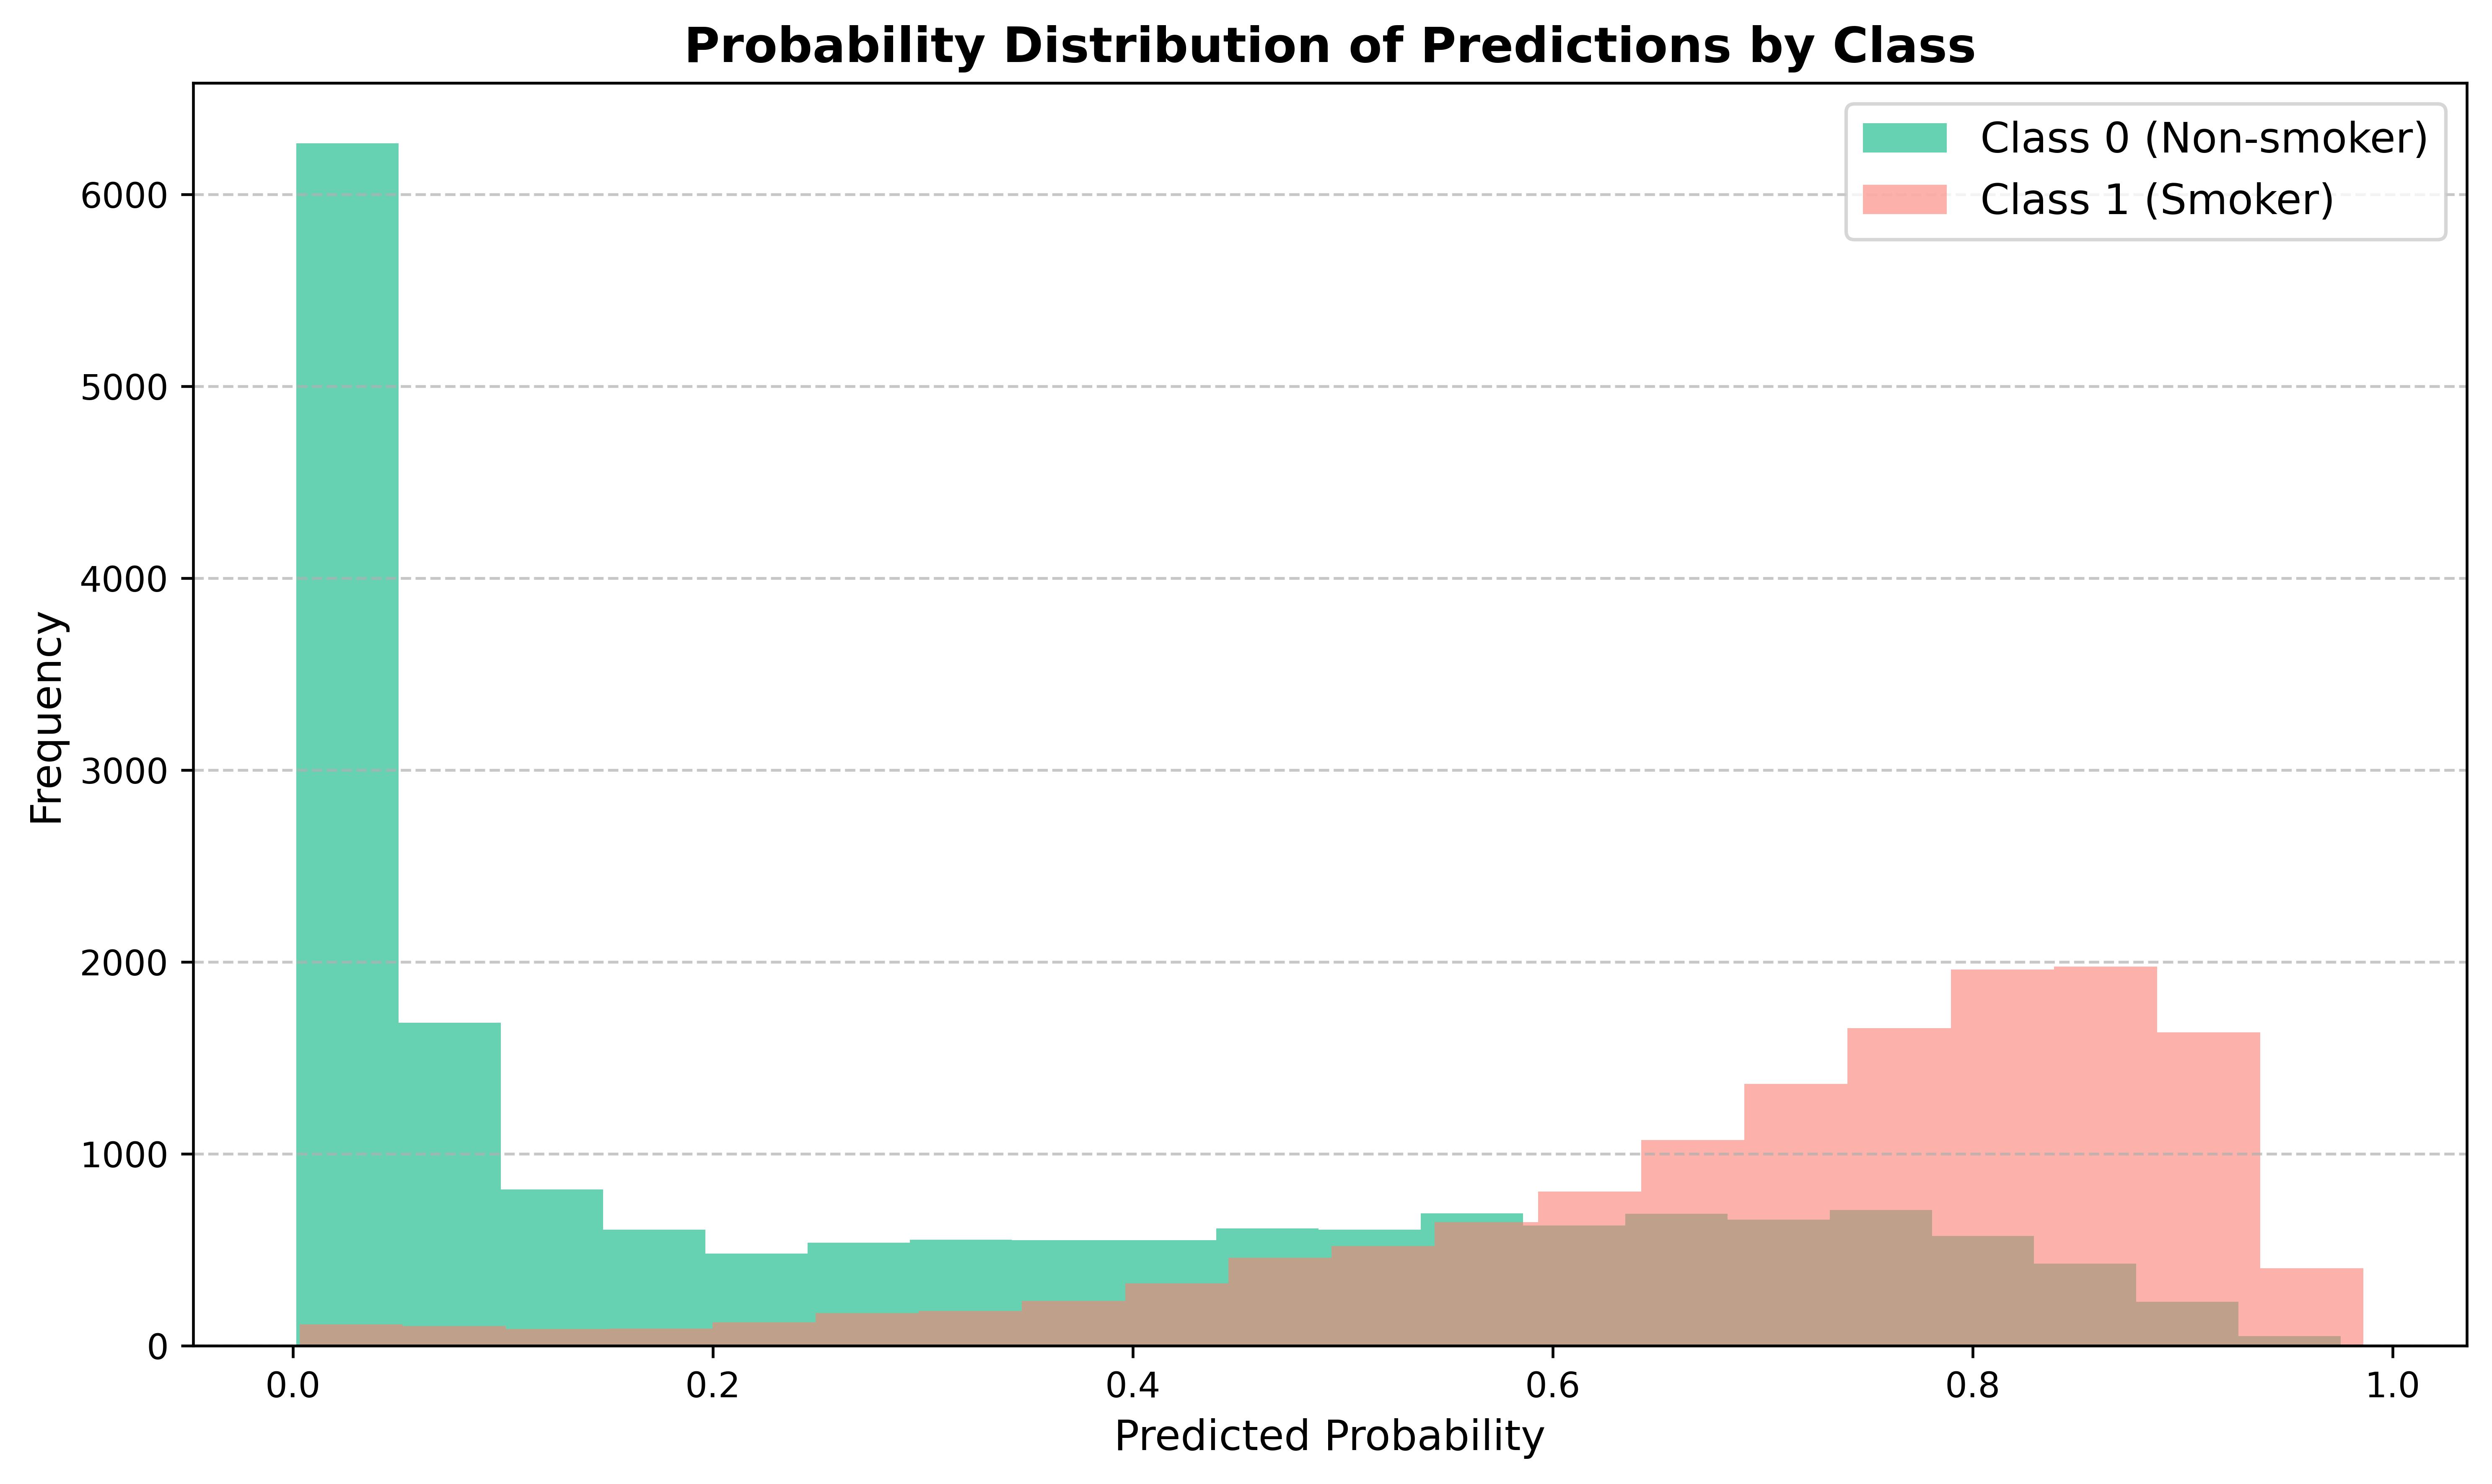 Probability Distribution of Predictions by Class
Class 0 (Non-smoker)
Class 1 (Smoker)
6000
5000
4000
3000
2000
1000
0
Frequency
0.0 0.2 0.4 0.6 0.8 1.0
Predicted Probability